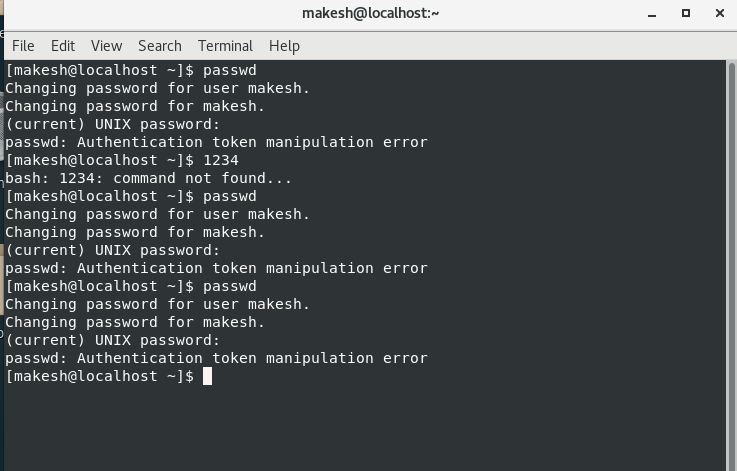 makesh@localhost:~
File Edit View Search Terminal Help
[makesh@localhost ~]$ passwd
Changing password for user makesh.
Changing password for makesh.
(current) UNIX password:
passwd: Authentication token manipulation error
[makesh@localhost ~]$ 1234
bash: 1234: command not found...
[makesh@localhost ~]$ passwd
Changing password for user makesh.
Changing password for makesh.
(current) UNIX password:
passwd: Authentication token manipulation error
[makesh@localhost ~]$ passwd
Changing password for user makesh.
Changing password for makesh.
(current) UNIX password:
passwd: Authentication token manipulation error
[makesh@localhost ~]$